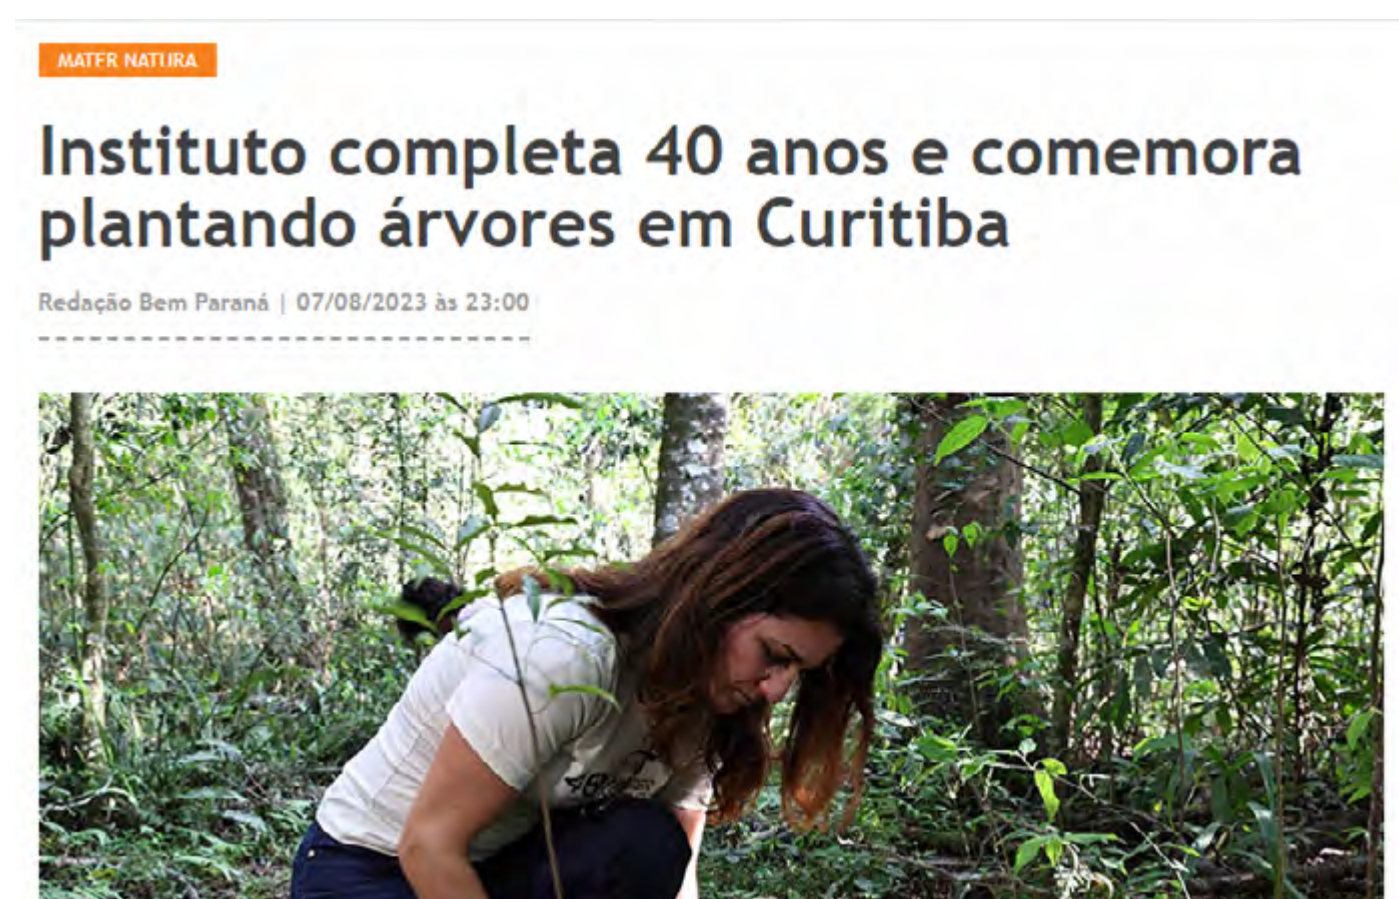 MATER NATURA
Instituto completa 40 anos e comemora
plantando árvores em Curitiba
Redação Bem Paraná | 07/08/2023 às 23:00